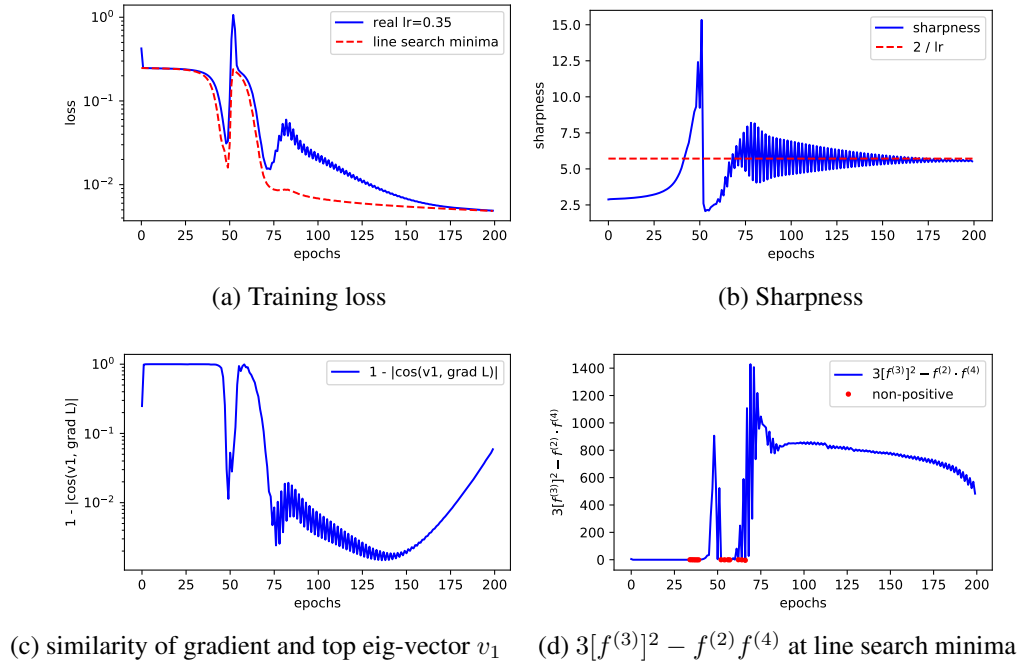 real lr=0.35
line search minima
10⁰
10⁻¹
10⁻²
loss
0 25 50 75 100 125 150 175 200
epochs
(a) Training loss
sharpness
2 / lr
15.0
12.5
10.0
7.5
5.0
2.5
sharpness
0 25 50 75 100 125 150 175 200
epochs
(b) Sharpness
1 - |cos(v1, grad L)|
10⁰
10⁻¹
10⁻²
1 - |cos(v1, grad L)|
0 25 50 75 100 125 150 175 200
epochs
(c) similarity of gradient and top eig-vector v₁
3[f⁽³⁾]² − f⁽²⁾ · f⁽⁴⁾
non-positive
1400
1200
1000
800
600
400
200
0
3[f⁽³⁾]² − f⁽²⁾ · f⁽⁴⁾
0 25 50 75 100 125 150 175 200
epochs
(d) 3[f⁽³⁾]² − f⁽²⁾f⁽⁴⁾ at line search minima